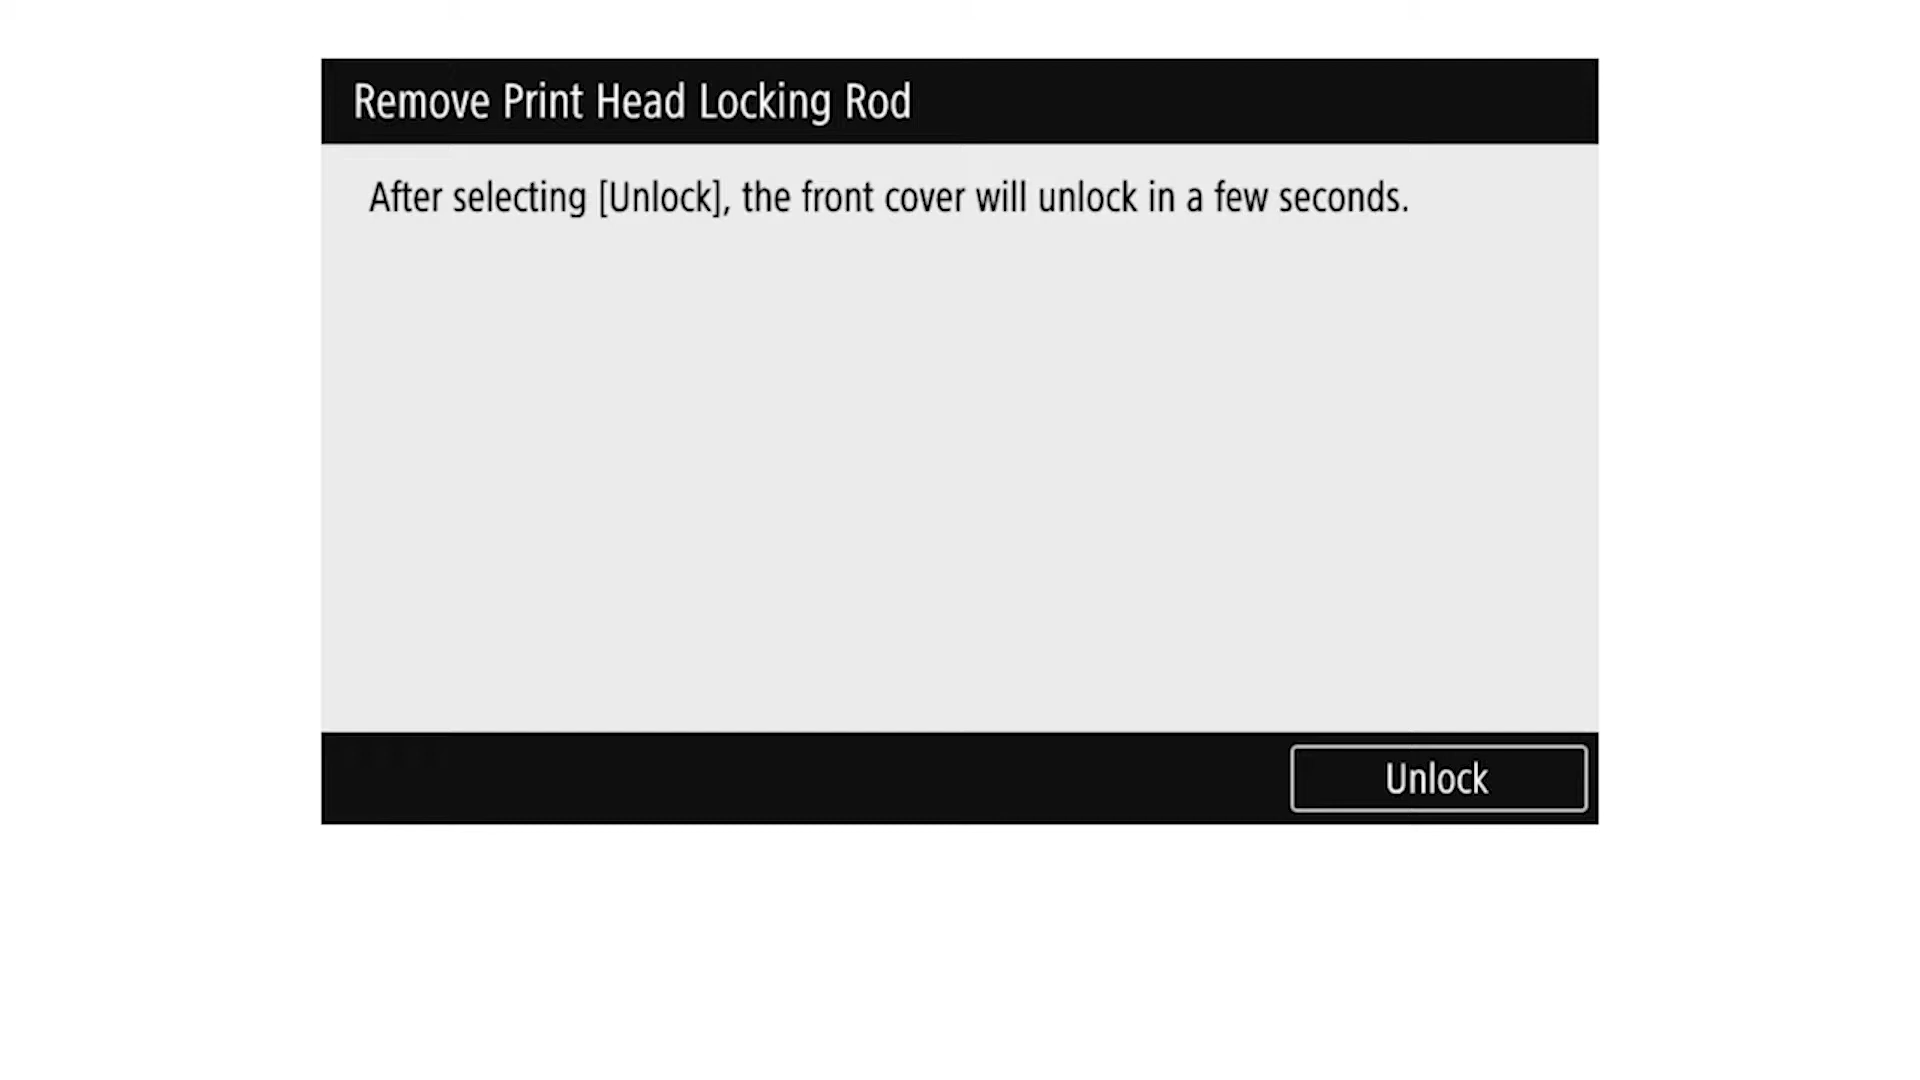 Remove Print Head Locking Rod
After selecting [Unlock], the front cover will unlock in a few seconds.
Unlock